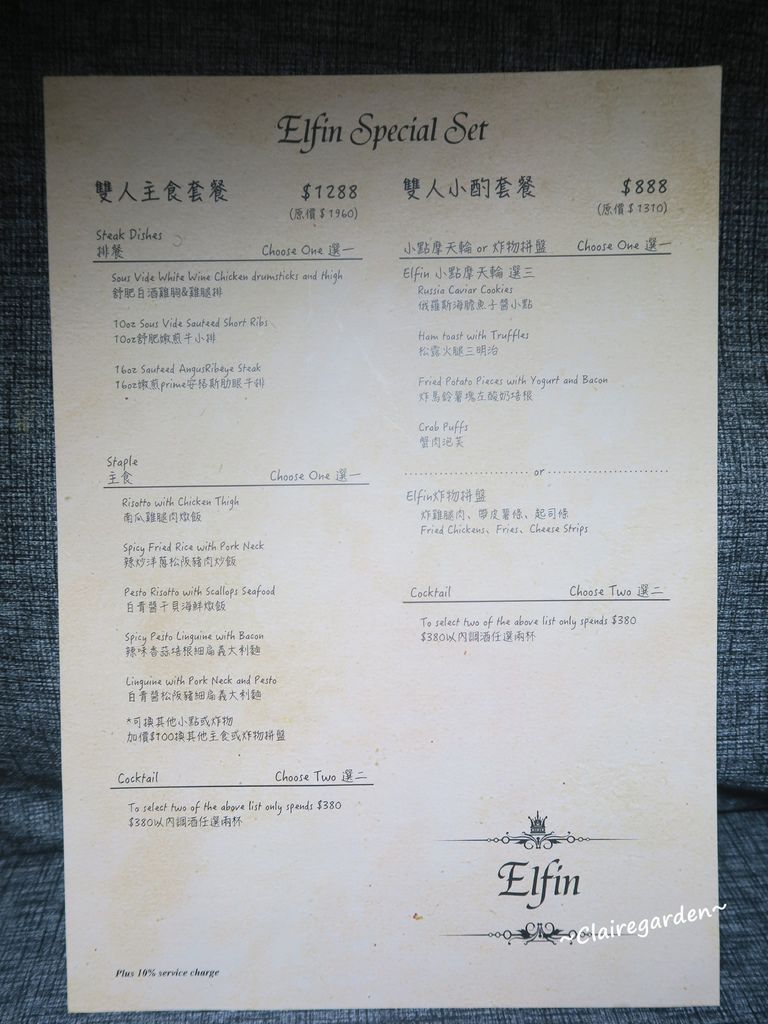 Elfin Special Set
雙人主食套餐 $1288
(原價$1960)
Steak Dishes
排餐 Choose One 選一
Sous Vide White Wine Chicken drumsticks and thigh
舒肥白酒雞胸&雞腿排
10oz Sous Vide Sauteed Short Ribs
10oz舒肥嫩煎牛小排
16oz Sauteed AngusRibeye Steak
16oz嫩煎prime安格斯肋眼牛排
Staple
主食 Choose One 選一
Risotto with Chicken Thigh
南瓜雞腿肉燉飯
Spicy Fried Rice with Pork Neck
辣炒洋蔥松阪豬肉炒飯
Pesto Risotto with Scallops Seafood
白青醬干貝海鮮燉飯
Spicy Pesto Linguine with Bacon
辣味香菇培根細扁義大利麵
Linguine with Pork Neck and Pesto
白青醬松阪豬細扁義大利麵
*可換其他小點或炸物
加價$100換其他主食或炸物拼盤
Cocktail Choose Two 選二
To select two of the above list only spends $380
$380以內調酒任選兩杯
Plus 10% service charge
雙人小酌套餐 $888
(原價$1310)
小點摩天輪 or 炸物拼盤 Choose One 選一
Elfin 小點摩天輪 選三
Russia Caviar Cookies
俄羅斯海膽魚子醬小點
Ham toast with Truffles
松露火腿三明治
Fried Potato Pieces with Yogurt and Bacon
炸馬鈴薯塊左酸奶培根
Crab Puffs
蟹肉泡芙
or
Elfin炸物拼盤
炸雞腿肉、帶皮薯條、起司條
Fried Chickens、Fries、Cheese Strips
Cocktail Choose Two 選二
To select two of the above list only spends $380
$380以內調酒任選兩杯
Elfin
~Clairegarden~